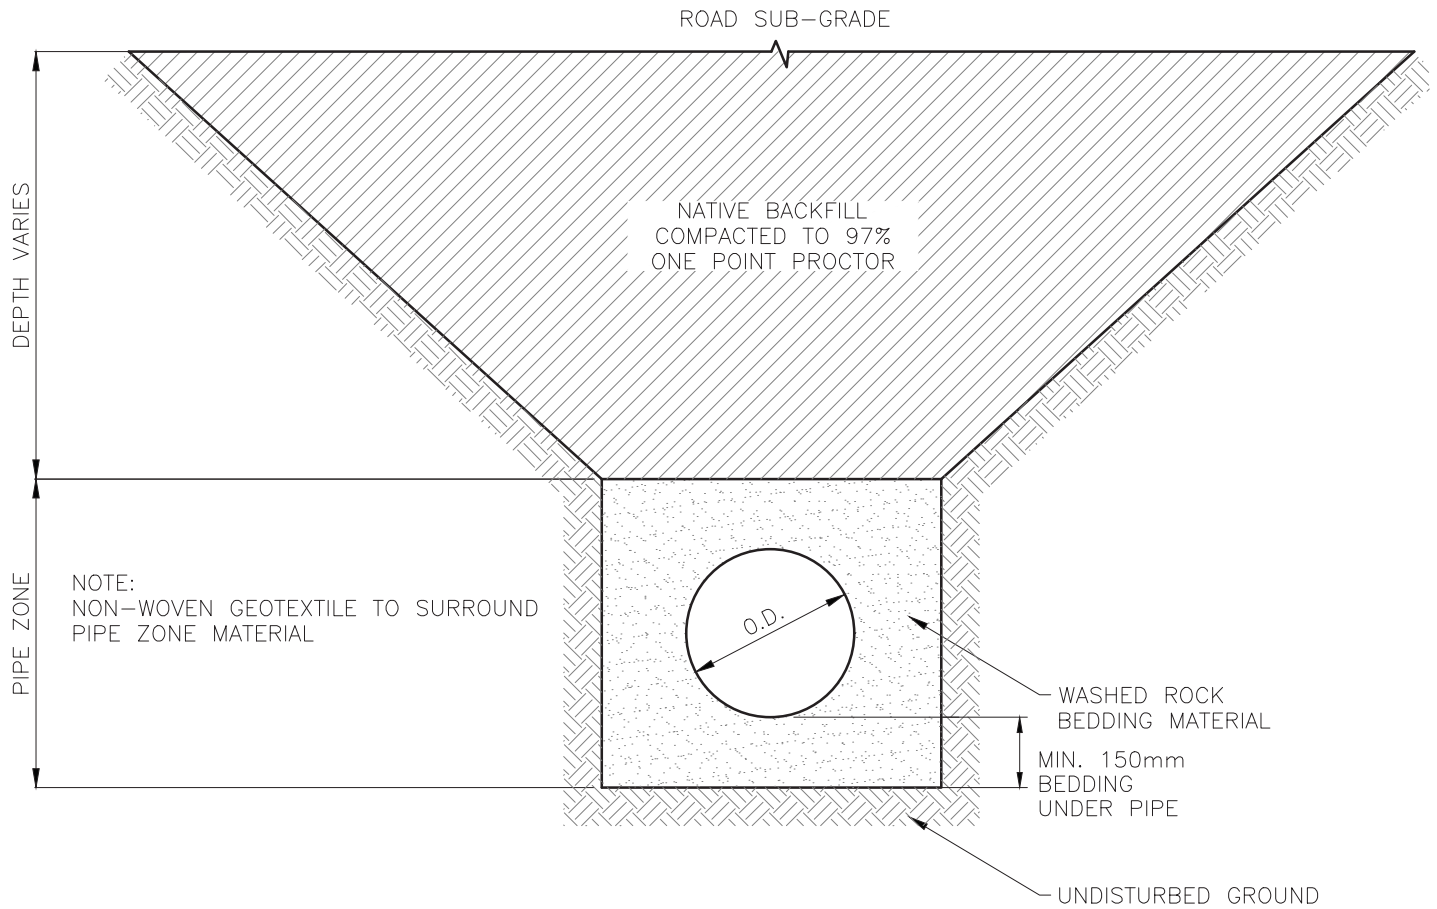 ROAD SUB-GRADE
DEPTH VARIES
NATIVE BACKFILL
COMPACTED TO 97%
ONE POINT PROCTOR
PIPE ZONE
NOTE:
NON-WOVEN GEOTEXTILE TO SURROUND
PIPE ZONE MATERIAL
O.D.
WASHED ROCK
BEDDING MATERIAL
MIN. 150mm
BEDDING
UNDER PIPE
UNDISTURBED GROUND